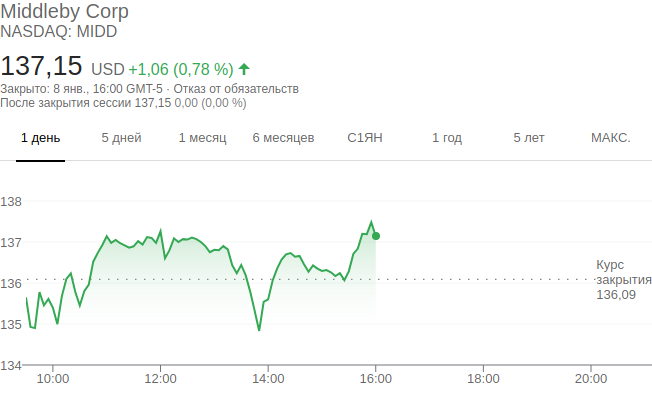 Middleby Corp
NASDAQ: MIDD
137,15 USD +1,06 (0,78 %)
Закрыто: 8 янв., 16:00 GMT-5 · Отказ от обязательств
После закрытия сессии 137,15 0,00 (0,00 %)
1 день 5 дней 1 месяц 6 месяцев С1ЯН 1 год 5 лет МАКС.
138
137
136
135
134
Курс
закрытия
136,09
10:00 12:00 14:00 16:00 18:00 20:00